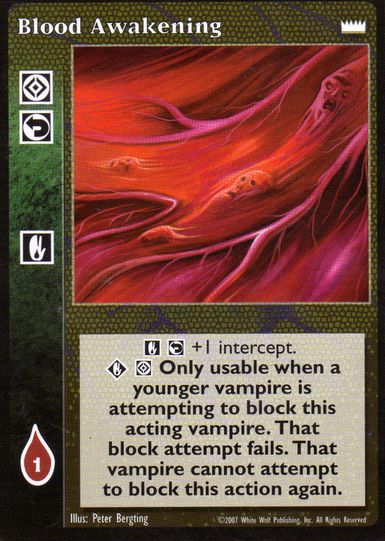 Blood Awakening
+1 intercept.
Only usable when a
younger vampire is
attempting to block this
acting vampire. That
block attempt fails. That
vampire cannot attempt
to block this action again.
1
Illus: Peter Bergting
©2007 White Wolf Publishing, Inc. All Rights Reserved